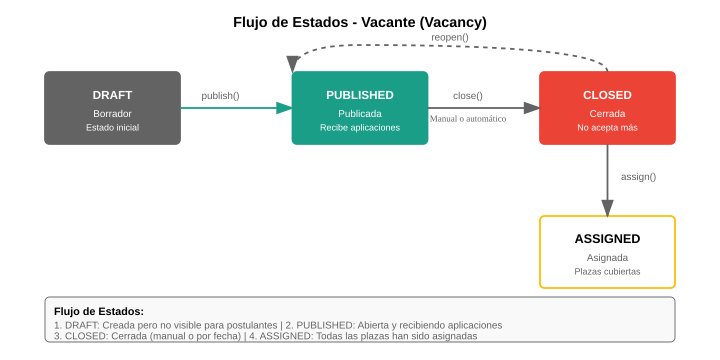 Flujo de Estados - Vacante (Vacancy)
reopen()
DRAFT
Borrador
Estado inicial
publish()
PUBLISHED
Publicada
Recibe aplicaciones
close()
Manual o automático
CLOSED
Cerrada
No acepta más
assign()
ASSIGNED
Asignada
Plazas cubiertas
Flujo de Estados:
1. DRAFT: Creada pero no visible para postulantes | 2. PUBLISHED: Abierta y recibiendo aplicaciones
3. CLOSED: Cerrada (manual o por fecha) | 4. ASSIGNED: Todas las plazas han sido asignadas